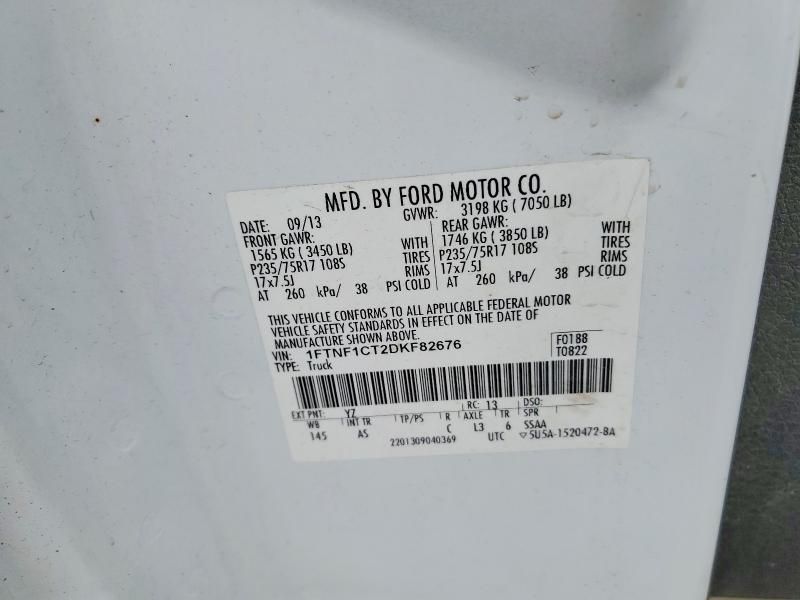 MFD. BY FORD MOTOR CO.
DATE: 09/13 GVWR: 3198 KG ( 7050 LB)
FRONT GAWR: REAR GAWR:
1565 KG ( 3450 LB) WITH 1746 KG ( 3850 LB) WITH
P235/75R17 108S TIRES P235/75R17 108S TIRES
17x7.5J RIMS 17x7.5J RIMS
AT 260 kPa/ 38 PSI COLD AT 260 kPa/ 38 PSI COLD
THIS VEHICLE CONFORMS TO ALL APPLICABLE FEDERAL MOTOR
VEHICLE SAFETY STANDARDS IN EFFECT ON THE DATE OF
MANUFACTURE SHOWN ABOVE.
VIN: 1FTNF1CT2DKF82676 F0188
TYPE: Truck T0822
EXT PNT: YZ RC: 13 DSO:
WB INT TR TP/PS R AXLE TR SPR
145 AS C L3 6 SSAA
2201309040369 UTC ▽5U5A-1520472-BA